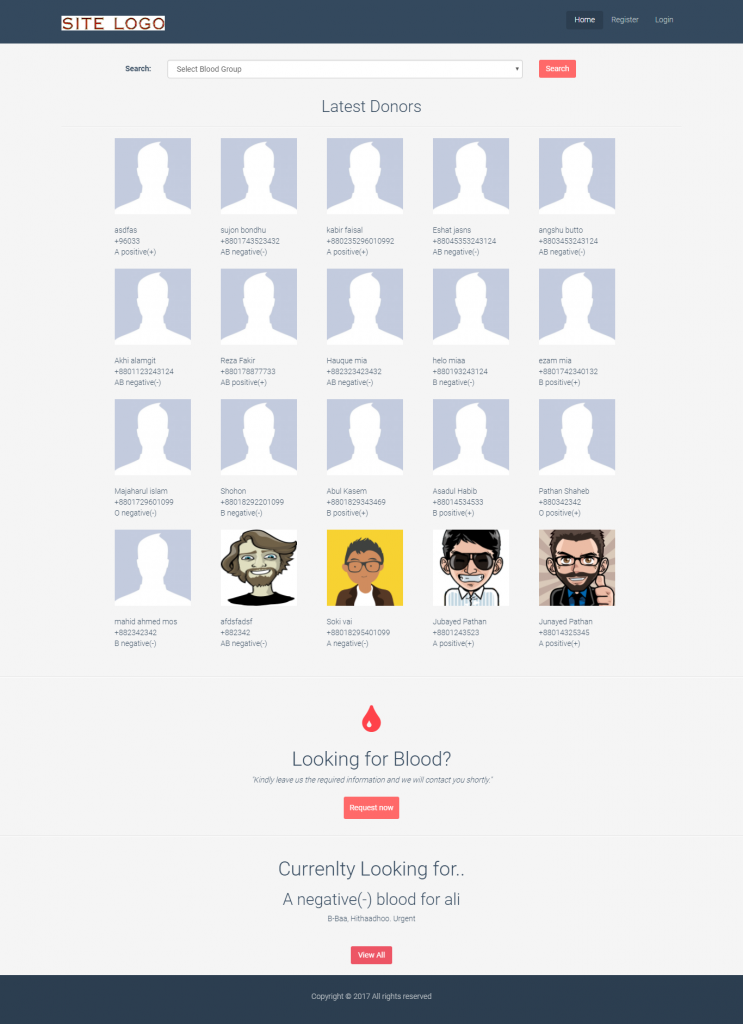 SITE LOGO
Home Register Login
Search: Select Blood Group Search
Latest Donors
asdfas sujon bondhu kabir faisal Eshat jasns angshu butto
+96033 +8801743523432 +880235296010992 +88045353243124 +8803453243124
A positive(+) AB negative(-) A positive(+) AB negative(-) AB negative(-)
Akhi alamgit Reza Fakir Hauque mia helo miaa ezam mia
+8801123243124 +880178877733 +882323423432 +880193243124 +8801742340132
AB negative(-) AB positive(+) AB negative(-) B negative(-) B positive(+)
Majaharul islam Shohon Abul Kasem Asadul Habib Pathan Shaheb
+8801729601099 +88018292201099 +88018293434​69 +88014534533 +880342342
O negative(-) B negative(-) B positive(+) B positive(+) O positive(+)
mahid ahmed mos afdsfadsf Soki vai Jubayed Pathan Junayed Pathan
+882342342 +882342 +88018295401099 +8801243523 +88014325345
B negative(-) AB negative(-) A negative(-) A positive(+) A positive(+)
Looking for Blood?
"Kindly leave us the required information and we will contact you shortly."
Request now
Currenlty Looking for..
A negative(-) blood for ali
B-Baa, Hithaadhoo. Urgent
View All
Copyright © 2017 All rights reserved